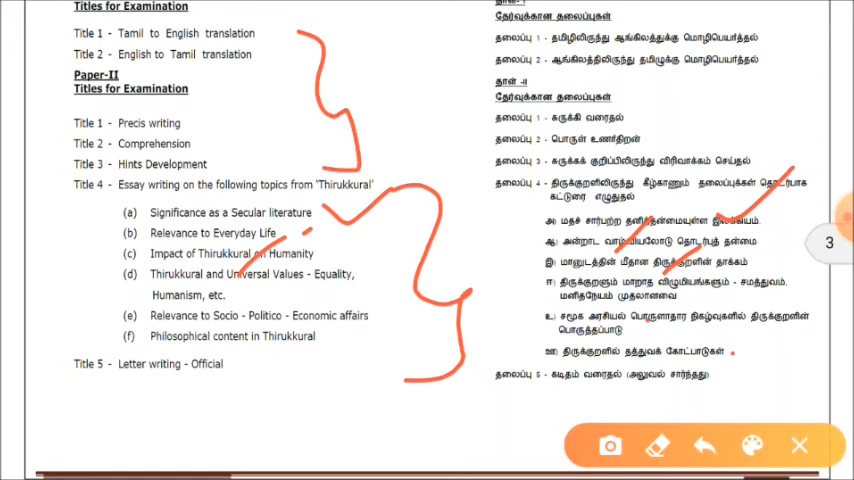 Titles for Examination
Title 1 - Tamil to English translation
Title 2 - English to Tamil translation
Paper-II
Titles for Examination
Title 1 - Precis writing
Title 2 - Comprehension
Title 3 - Hints Development
Title 4 - Essay writing on the following topics from 'Thirukkural'
(a) Significance as a Secular literature
(b) Relevance to Everyday Life
(c) Impact of Thirukkural on Humanity
(d) Thirukkural and Universal Values - Equality,
Humanism, etc.
(e) Relevance to Socio - Politico - Economic affairs
(f) Philosophical content in Thirukkural
Title 5 - Letter writing - Official
தேர்வுக்கான தலைப்புகள்
தலைப்பு 1 - தமிழிலிருந்து ஆங்கிலத்துக்கு மொழிபெயர்த்தல்
தலைப்பு 2 - ஆங்கிலத்திலிருந்து தமிழுக்கு மொழிபெயர்த்தல்
தாள் -II
தேர்வுக்கான தலைப்புகள்
தலைப்பு 1 - சுருக்கி வரைதல்
தலைப்பு 2 - பொருள் உணர்திறன்
தலைப்பு 3 - சுருக்கக் குறிப்பிலிருந்து விரிவாக்கம் செய்தல்
தலைப்பு 4 - திருக்குறளிலிருந்து கீழ்காணும் தலைப்புக்கள் தொடர்பாக
கட்டுரை எழுதுதல்
அ) மதச் சார்பற்ற தனித்தன்மையுள்ள இலக்கியம்.
ஆ) அன்றாட வாழ்வியலோடு தொடர்புத் தன்மை
இ) மானுடத்தின் மீதான திருக்குறளின் தாக்கம்
ஈ) திருக்குறளும் மாறாத விழுமியங்களும் - சமத்துவம்,
மனிதநேயம் முதலானவை
உ) சமூக அரசியல் பொருளாதார நிகழ்வுகளில் திருக்குறளின்
பொருத்தப்பாடு
ஊ) திருக்குறளில் தத்துவக் கோட்பாடுகள்
தலைப்பு 5 - கடிதம் வரைதல் (அலுவல் சார்ந்தது)
3